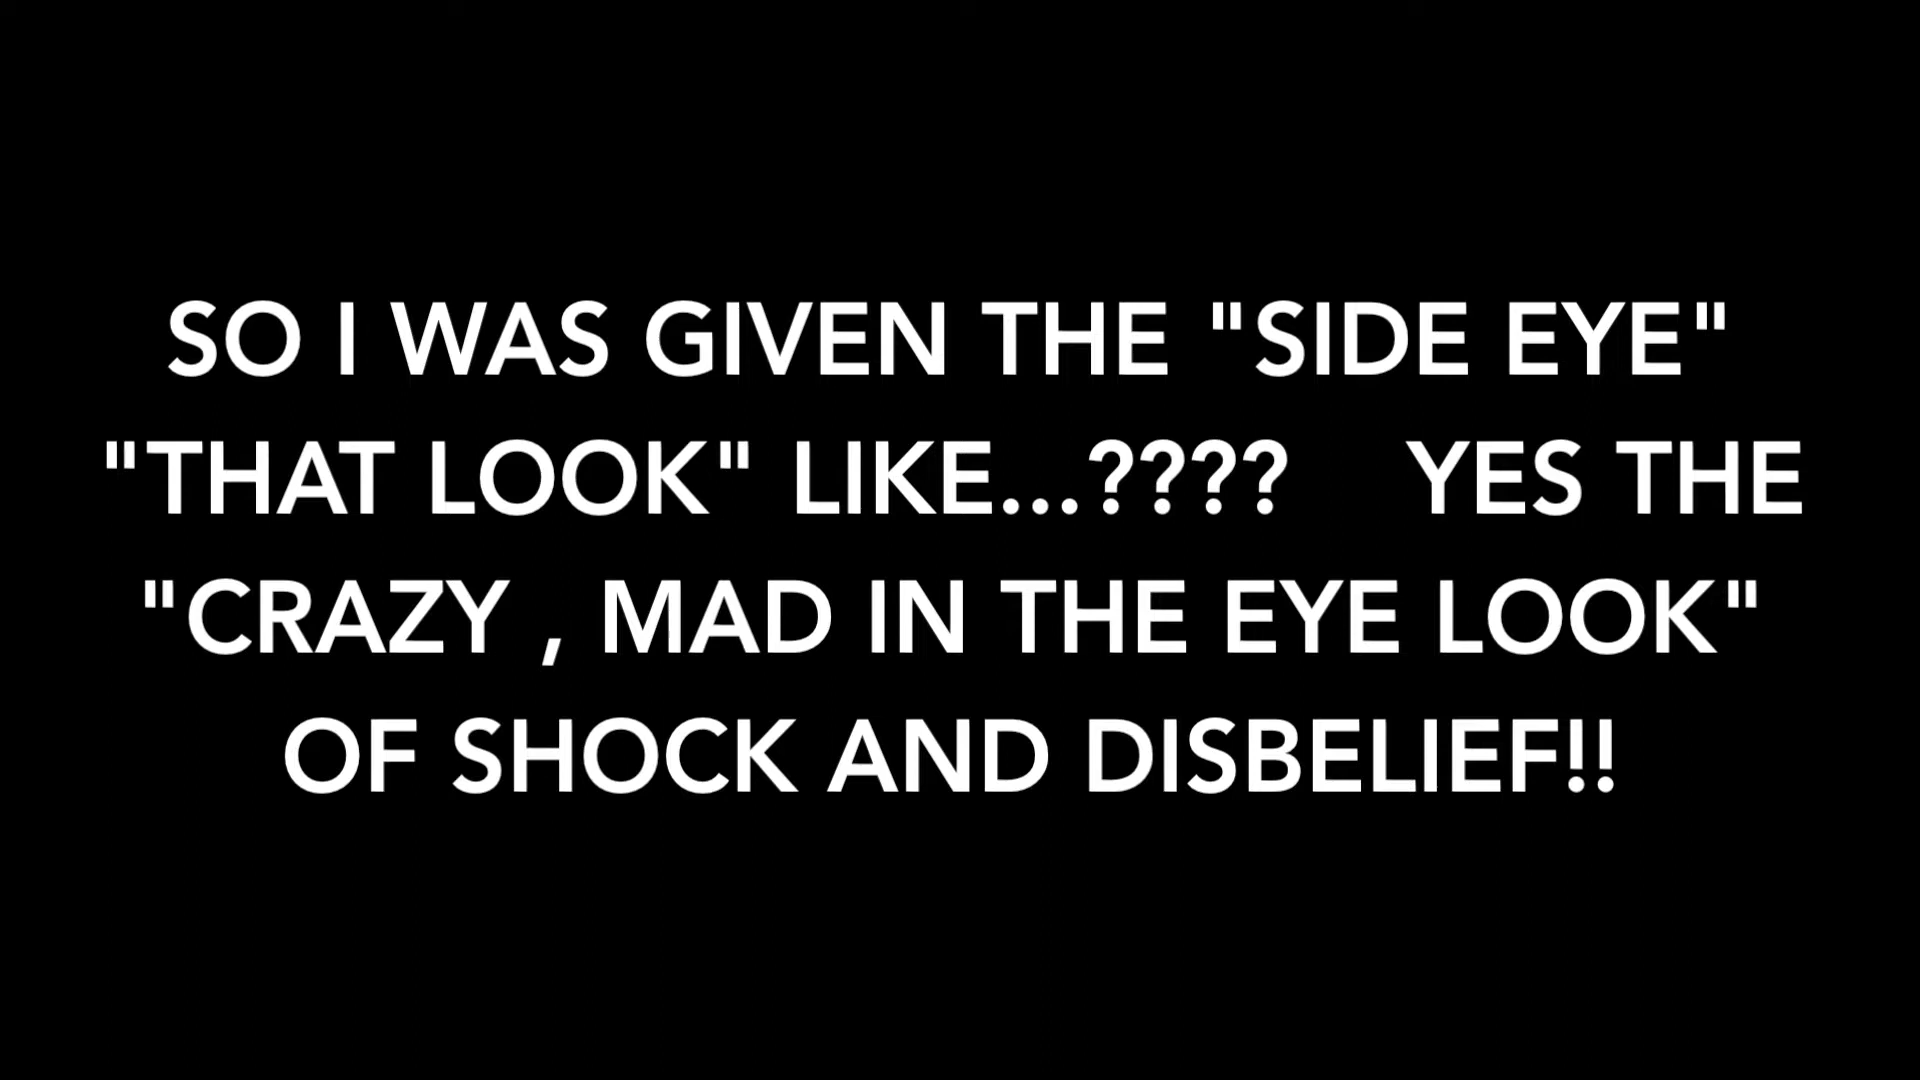 SO I WAS GIVEN THE "SIDE EYE"
"THAT LOOK" LIKE...????    YES THE
"CRAZY , MAD IN THE EYE LOOK"
OF SHOCK AND DISBELIEF!!